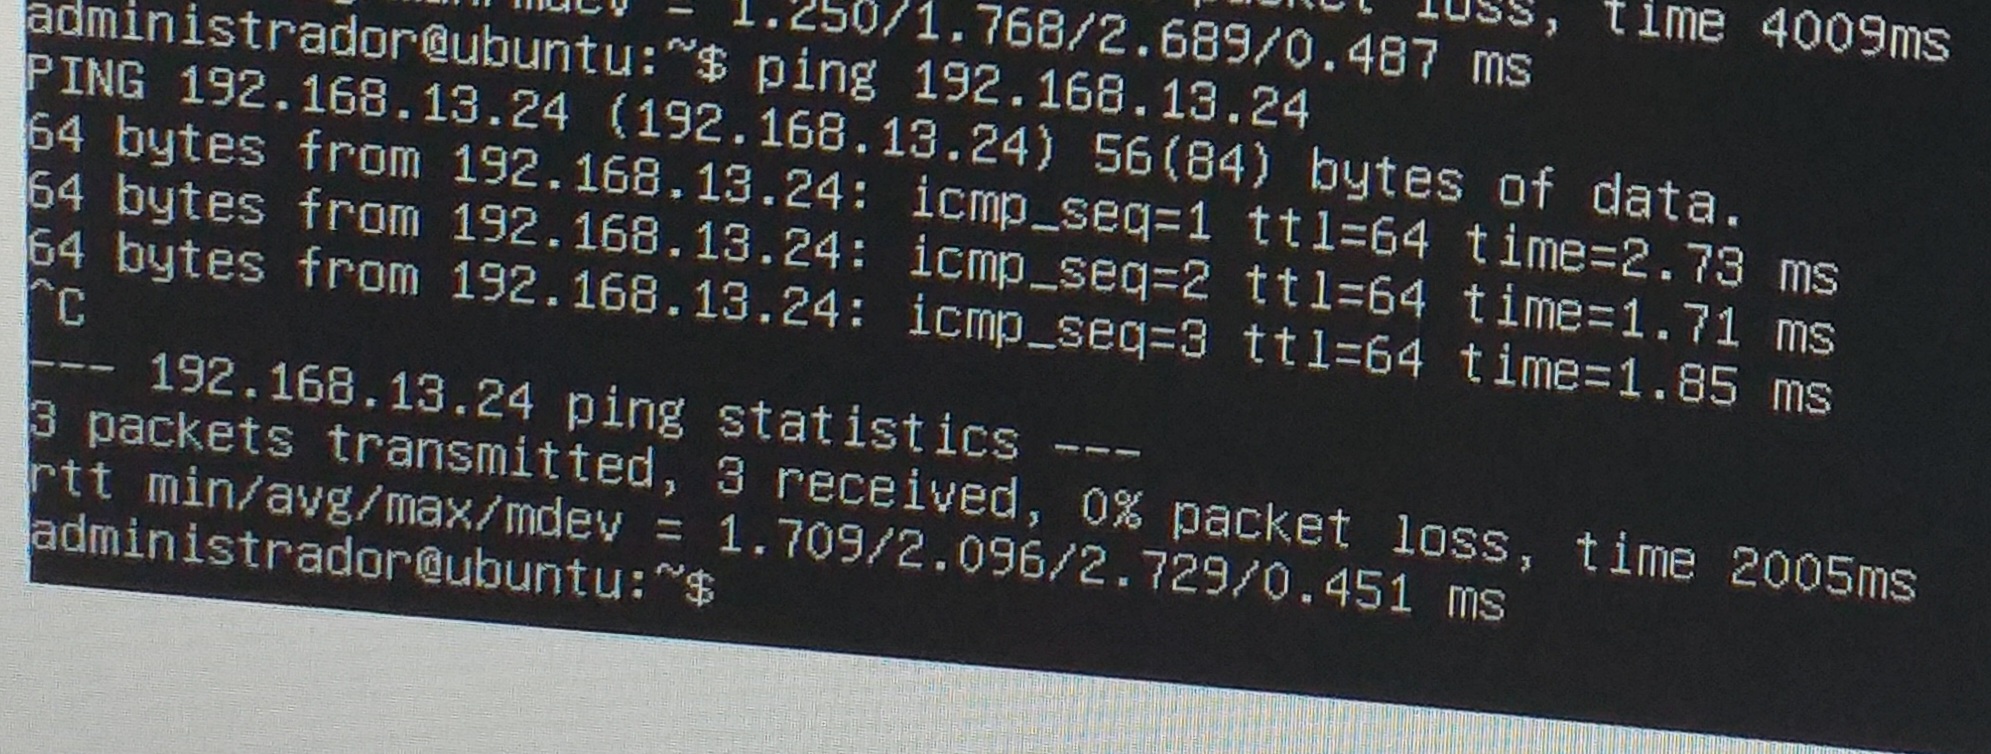 mdev = 1.250/1.768/2.689/0.487 ms
loss, time 4009ms
administrador@ubuntu:~$ ping 192.168.13.24
PING 192.168.13.24 (192.168.13.24) 56(84) bytes of data.
64 bytes from 192.168.13.24: icmp_seq=1 ttl=64 time=2.73 ms
64 bytes from 192.168.13.24: icmp_seq=2 ttl=64 time=1.71 ms
64 bytes from 192.168.13.24: icmp_seq=3 ttl=64 time=1.85 ms
^C
--- 192.168.13.24 ping statistics ---
3 packets transmitted, 3 received, 0% packet loss, time 2005ms
rtt min/avg/max/mdev = 1.709/2.096/2.729/0.451 ms
administrador@ubuntu:~$